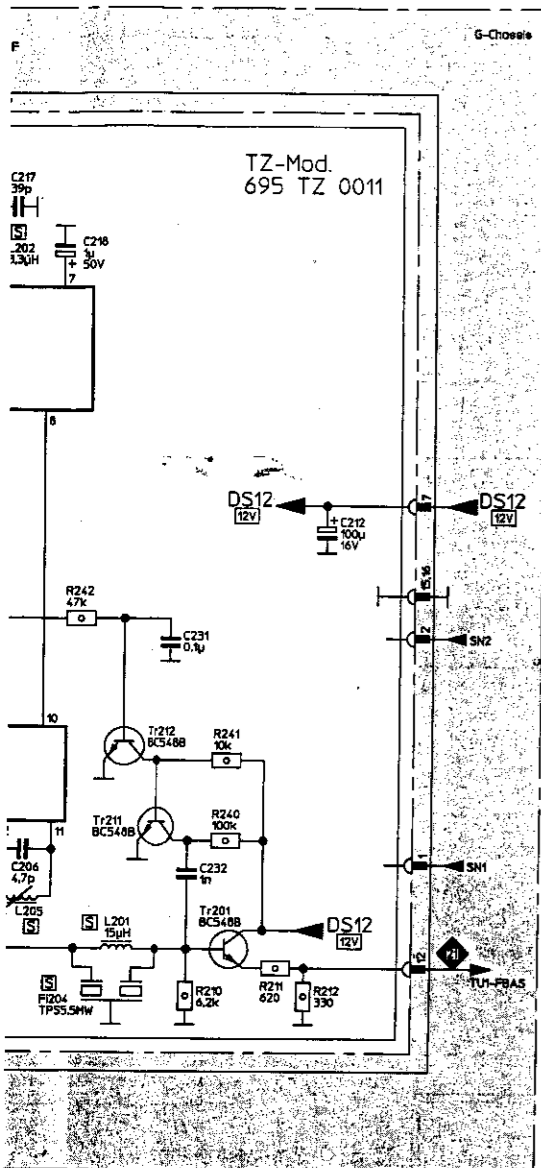 F
G-Chassis
TZ-Mod.
695 TZ 0011
C217
39p
S
L202
3,3µH
C218
1µ
+ 50V
7
6
DS12
12V
+ C212
100µ
16V
7
DS12
12V
15,16
2
SN2
R242
47k
C231
0,1µ
10
Tr212
BC548B
R241
10k
Tr211
BC548B
R240
100k
11
C206
4,7p
L205
S
C232
1n
1
SN1
S
L201
15µH
Tr201
BC548B
DS12
12V
S
FI204
TPS5.5MW
R210
6,2k
R211
620
R212
330
12
TU1-FBAS